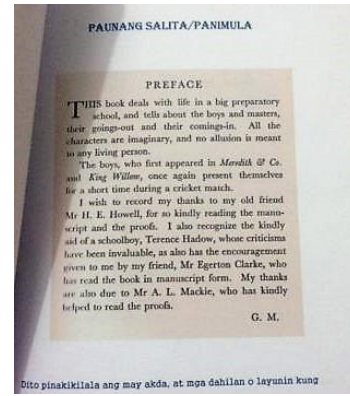 PAUNANG SALITA/PANIMULA
PREFACE
THIS book deals with life in a big preparatory
school, and tells about the boys and masters,
their goings-out and their comings-in. All the
characters are imaginary, and no allusion is meant
to any living person.
The boys, who first appeared in Meredith & Co.
and King Willow, once again present themselves
for a short time during a cricket match.
I wish to record my thanks to my old friend
Mr H. E. Howell, for so kindly reading the manu-
script and the proofs. I also recognize the kindly
aid of a schoolboy, Terence Hadow, whose criticisms
have been invaluable, as also has the encouragement
given to me by my friend, Mr Egerton Clarke, who
has read the book in manuscript form. My thanks
are also due to Mr A. L. Mackie, who has kindly
helped to read the proofs.
G. M.
Dito pinakikilala ang may akda, at mga dahilan o layunin kung